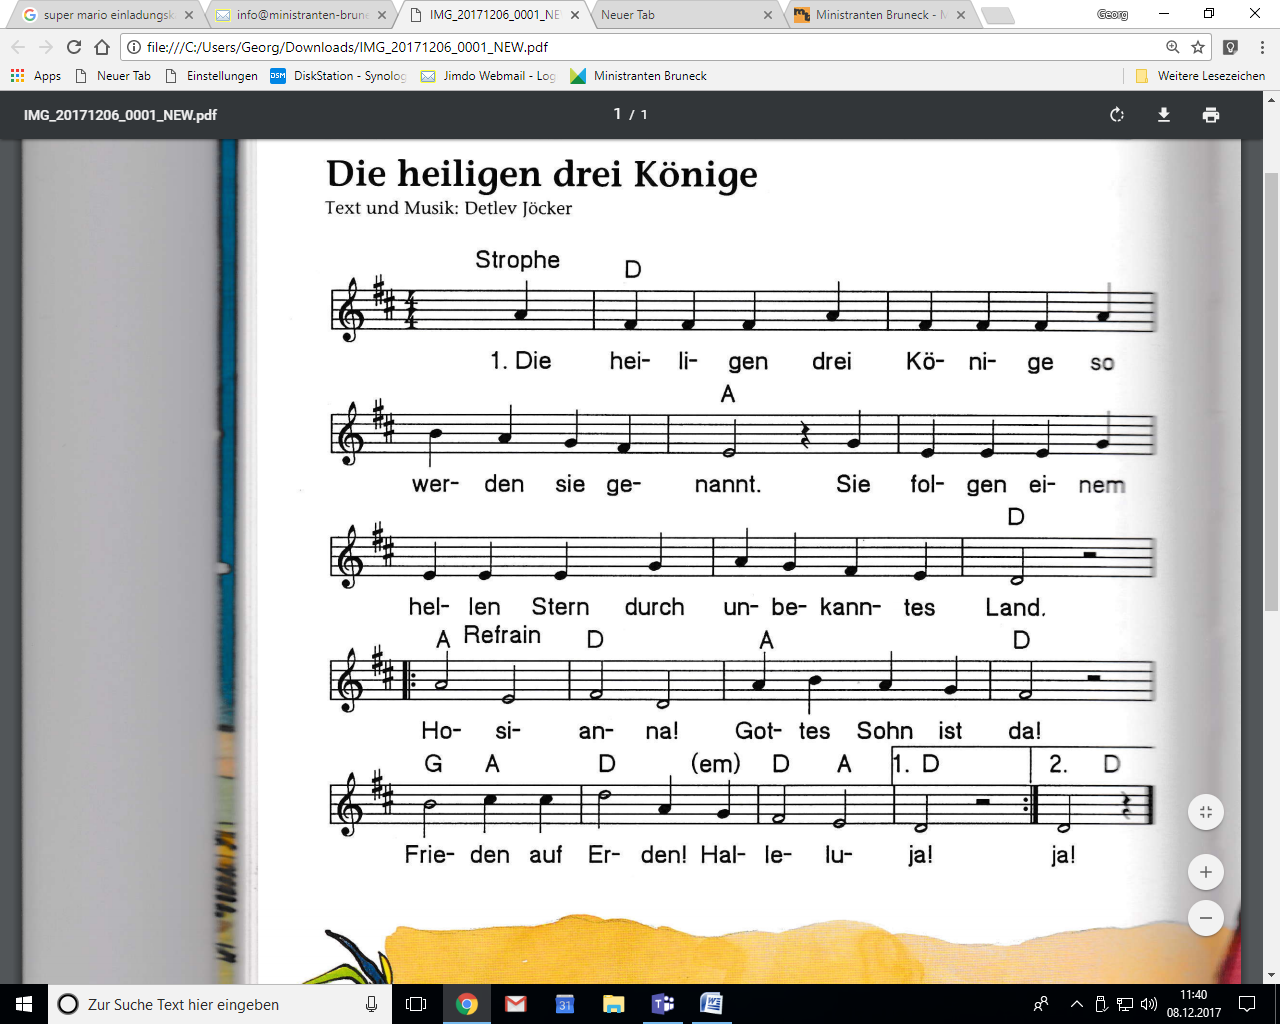 super mario einladungsk
info@ministranten-brune
IMG_20171206_0001_NE
Neuer Tab
Ministranten Bruneck - M
Georg
file:///C:/Users/Georg/Downloads/IMG_20171206_0001_NEW.pdf
Apps
Neuer Tab
Einstellungen
DSM
DiskStation - Synolog
Jimdo Webmail - Log
Ministranten Bruneck
Weitere Lesezeichen
IMG_20171206_0001_NEW.pdf
1 / 1
Die heiligen drei Könige
Text und Musik: Detlev Jöcker
Strophe D
4/4
1. Die hei- li- gen drei Kö- ni- ge so
A
wer- den sie ge- nannt. Sie fol- gen ei- nem
D
hel- len Stern durch un- be- kann- tes Land.
A Refrain D A D
Ho- si- an- na! Got- tes Sohn ist da!
G A D (em) D A 1. D 2. D
Frie- den auf Er- den! Hal- le- lu- ja! ja!
Zur Suche Text hier eingeben
31
11:40
08.12.2017